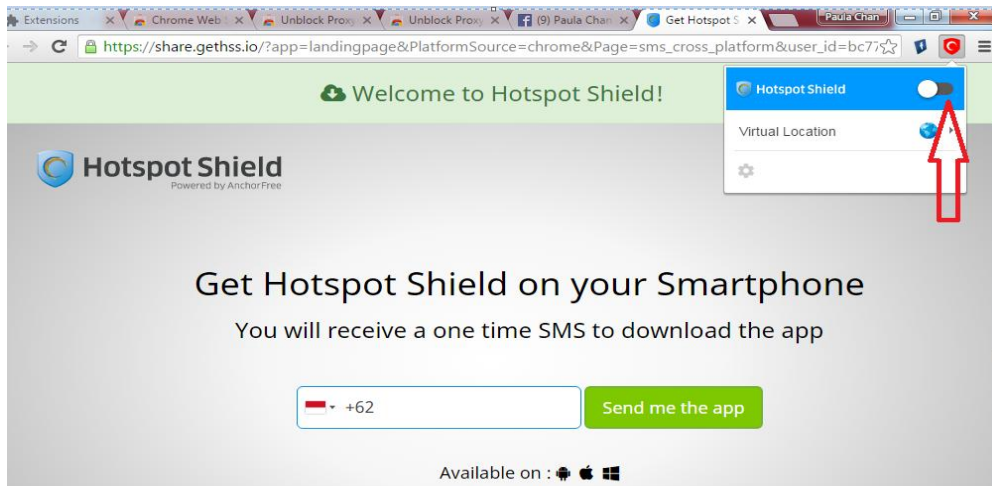 Extensions
Chrome Web
Unblock Proxy
Unblock Proxy
(9) Paula Chan
Get Hotspot S
Paula Chan
https://share.gethss.io/?app=landingpage&PlatformSource=chrome&Page=sms_cross_platform&user_id=bc77
Welcome to Hotspot Shield!
Hotspot Shield
Virtual Location
Hotspot Shield
Powered by AnchorFree
Get Hotspot Shield on your Smartphone
You will receive a one time SMS to download the app
+62
Send me the app
Available on :